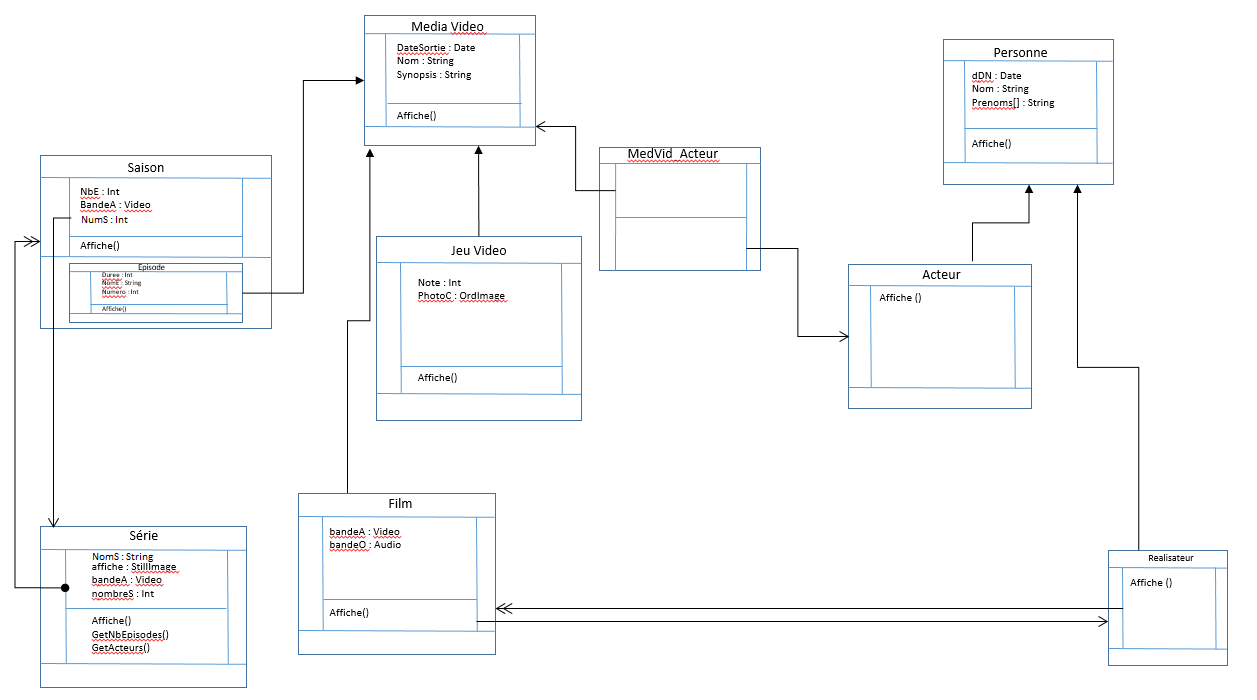 Media Video
DateSortie : Date
Nom : String
Synopsis : String
Affiche()
Personne
dDN : Date
Nom : String
Prenoms[] : String
Affiche()
Saison
NbE : Int
BandeA : Video
NumS : Int
Affiche()
Episode
Duree : Int
NomE : String
Numero : Int
Affiche()
MedVid_Acteur
Jeu Video
Note : Int
PhotoC : OrdImage
Affiche()
Acteur
Affiche ()
Série
NomS : String
affiche : StillImage
bandeA : Video
nombreS : Int
Affiche()
GetNbEpisodes()
GetActeurs()
Film
bandeA : Video
bandeO : Audio
Affiche()
Realisateur
Affiche ()